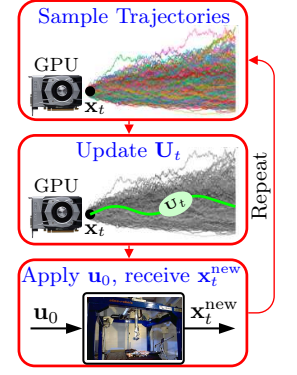 Sample Trajectories
GPU
x_t
Update U_t
GPU
U_t
x_t
Repeat
Apply u_0, receive x_t^new
u_0
x_t^new